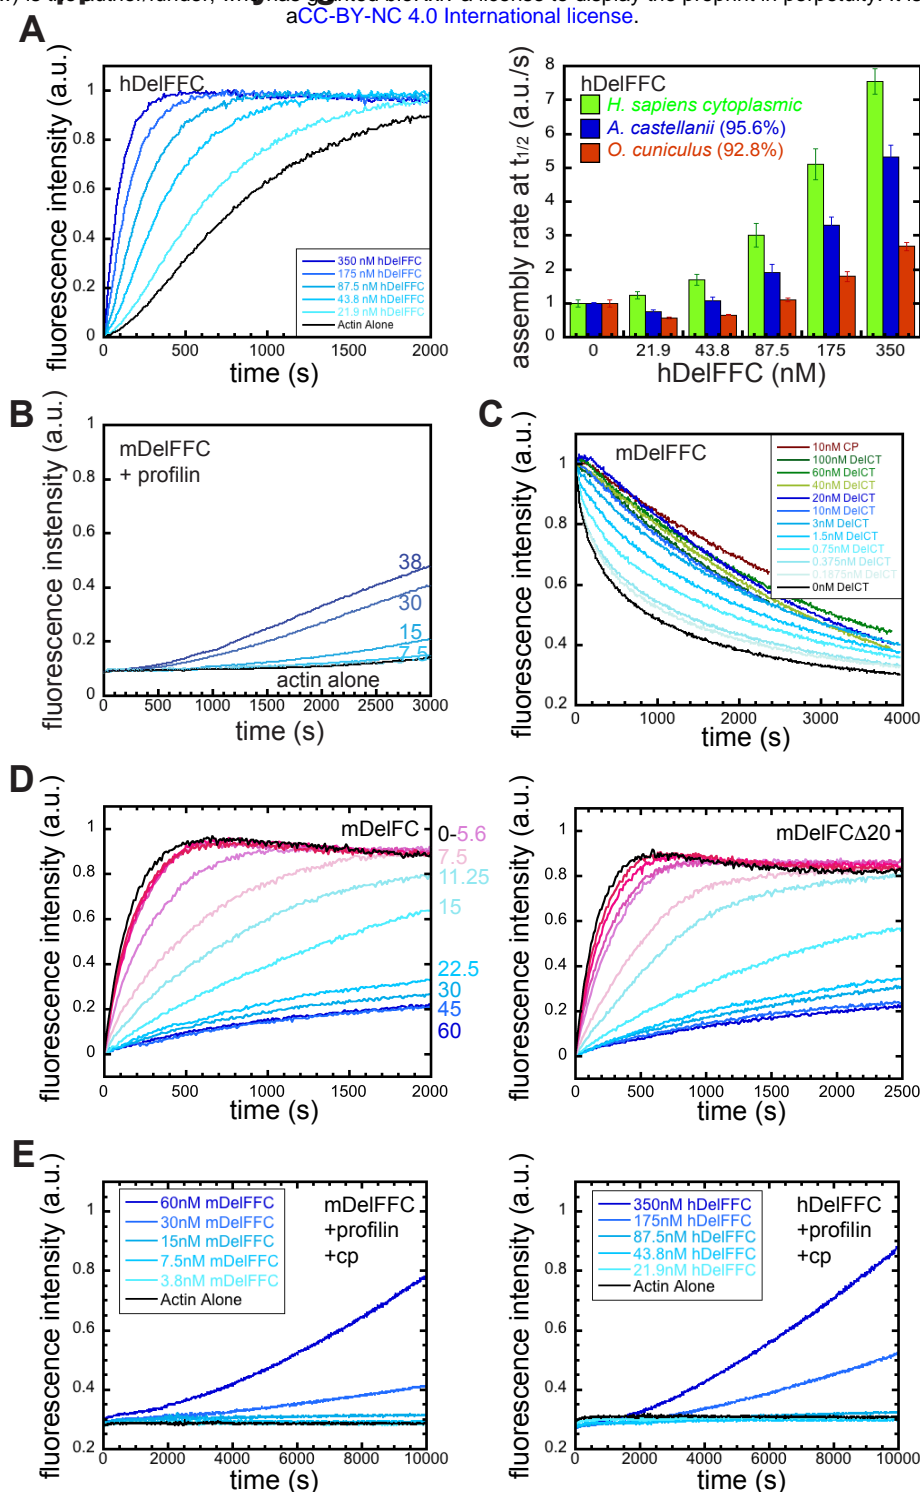 aCC-BY-NC 4.0 International license.
A
hDelFFC
fluorescence intensity (a.u.)
1
0.8
0.6
0.4
0.2
0
350 nM hDelFFC
175 nM hDelFFC
87.5 nM hDelFFC
43.8 nM hDelFFC
21.9 nM hDelFFC
Actin Alone
0 500 1000 1500 2000
time (s)
hDelFFC
H. sapiens cytoplasmic
A. castellanii (95.6%)
O. cuniculus (92.8%)
assembly rate at t1/2 (a.u./s)
8
7
6
5
4
3
2
1
0
0 21.9 43.8 87.5 175 350
hDelFFC (nM)
B
mDelFFC
+ profilin
fluorescence instensity (a.u.)
1
0.8
0.6
0.4
0.2
0
38
30
15
7.5
actin alone
0 500 1000 1500 2000 2500 3000
time (s)
C
mDelFFC
fluorescence intensity (a.u.)
1
0.8
0.6
0.4
0.2
10nM CP
100nM DelCT
60nM DelCT
40nM DelCT
20nM DelCT
10nM DelCT
3nM DelCT
1.5nM DelCT
0.75nM DelCT
0.375nM DelCT
0.1875nM DelCT
0nM DelCT
0 1000 2000 3000 4000
time (s)
D
mDelFC
fluorescence intensity (a.u.)
1
0.8
0.6
0.4
0.2
0
0-5.6
7.5
11.25
15
22.5
30
45
60
0 500 1000 1500 2000
time (s)
mDelFCΔ20
fluorescence intensity (a.u.)
1
0.8
0.6
0.4
0.2
0
0 500 1000 1500 2000 2500
time (s)
E
fluorescence intensity (a.u.)
1
0.8
0.6
0.4
0.2
60nM mDelFFC
30nM mDelFFC
15nM mDelFFC
7.5nM mDelFFC
3.8nM mDelFFC
Actin Alone
mDelFFC
+profilin
+cp
0 2000 4000 6000 8000 10000
time (s)
fluorescence intensity (a.u.)
1
0.8
0.6
0.4
0.2
350nM hDelFFC
175nM hDelFFC
87.5nM hDelFFC
43.8nM hDelFFC
21.9nM hDelFFC
Actin Alone
hDelFFC
+profilin
+cp
0 2000 4000 6000 8000 10000
time (s)